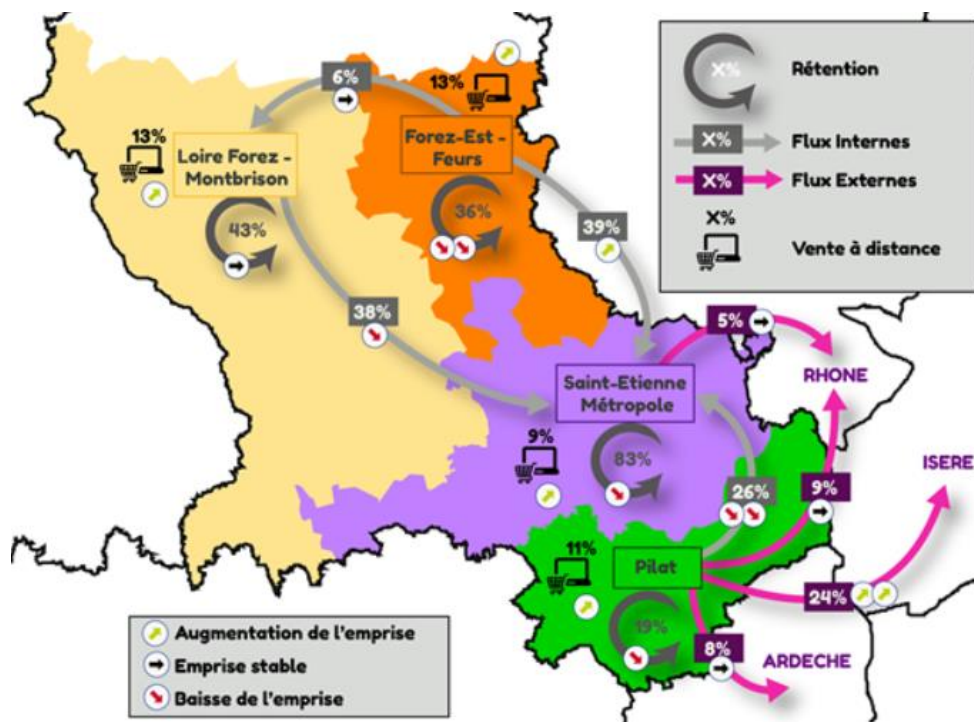 6%
13%
13%
Loire Forez -
Montbrison
Forez-Est -
Feurs
43%
36%
39%
38%
X%
Rétention
X%
Flux Internes
X%
Flux Externes
X%
Vente à distance
5%
RHONE
Saint-Etienne
Métropole
9%
83%
26%
9%
ISERE
11%
Pilat
24%
19%
8%
ARDECHE
Augmentation de l'emprise
Emprise stable
Baisse de l'emprise